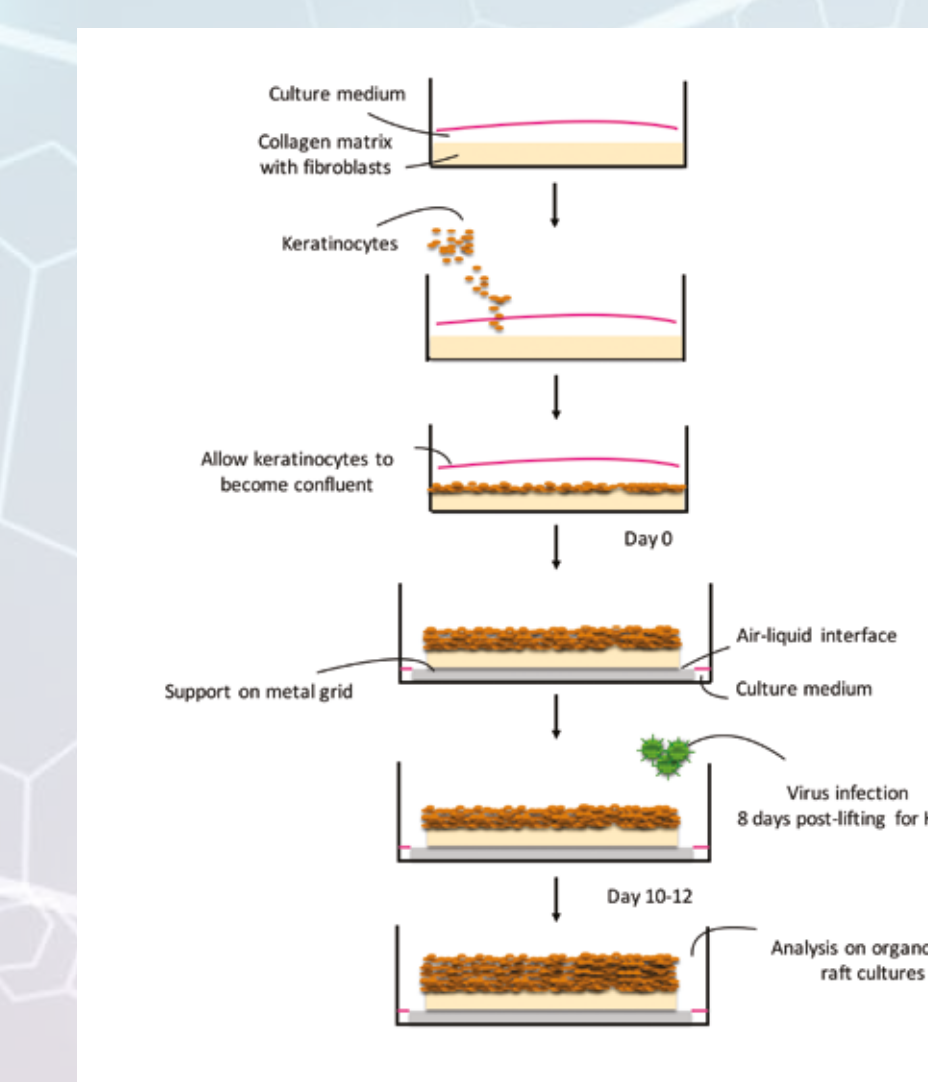 Culture medium
Collagen matrix
with fibroblasts
Keratinocytes
Allow keratinocytes to
become confluent
Day 0
Air-liquid interface
Support on metal grid
Culture medium
Virus infection
8 days post-lifting for
Day 10-12
Analysis on
raft cultures